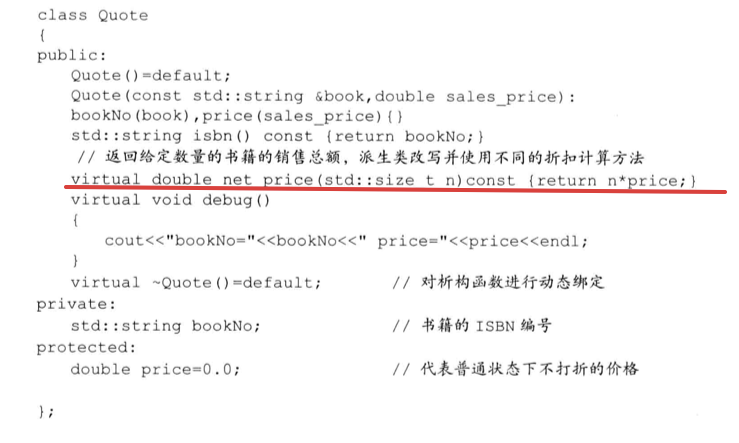 class Quote
{
public:
Quote()=default;
Quote(const std::string &book,double sales_price):
bookNo(book),price(sales_price){}
std::string isbn() const {return bookNo;}
// 返回给定数量的书籍的销售总额，派生类改写并使用不同的折扣计算方法
virtual double net_price(std::size_t n)const {return n*price;}
virtual void debug()
{
cout<<"bookNo="<<bookNo<<" price="<<price<<endl;
}
virtual ~Quote()=default; // 对析构函数进行动态绑定
private:
std::string bookNo; // 书籍的 ISBN 编号
protected:
double price=0.0; // 代表普通状态下不打折的价格
};